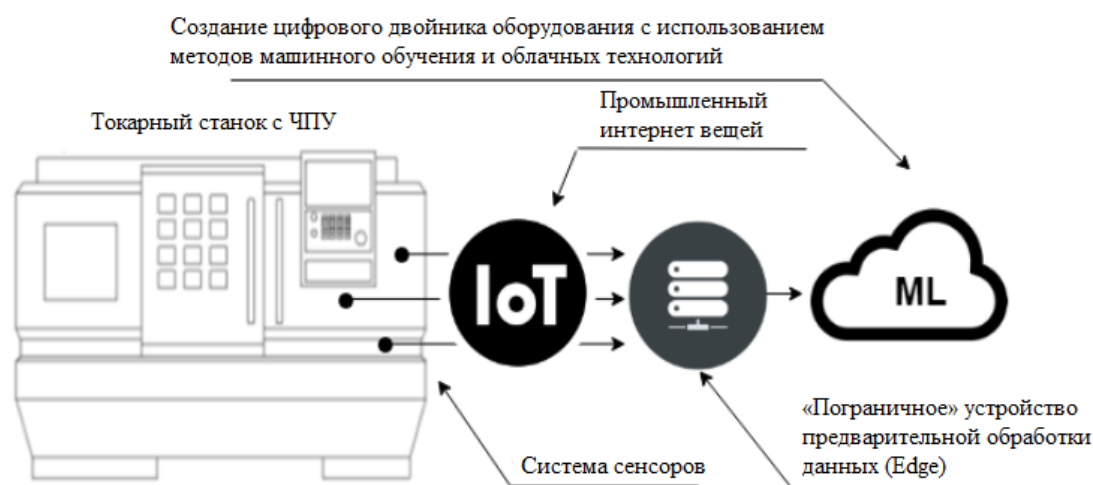 Создание цифрового двойника оборудования с использованием
методов машинного обучения и облачных технологий
Промышленный
интернет вещей
Токарный станок с ЧПУ
IoT
ML
«Пограничное» устройство
предварительной обработки
данных (Edge)
Система сенсоров